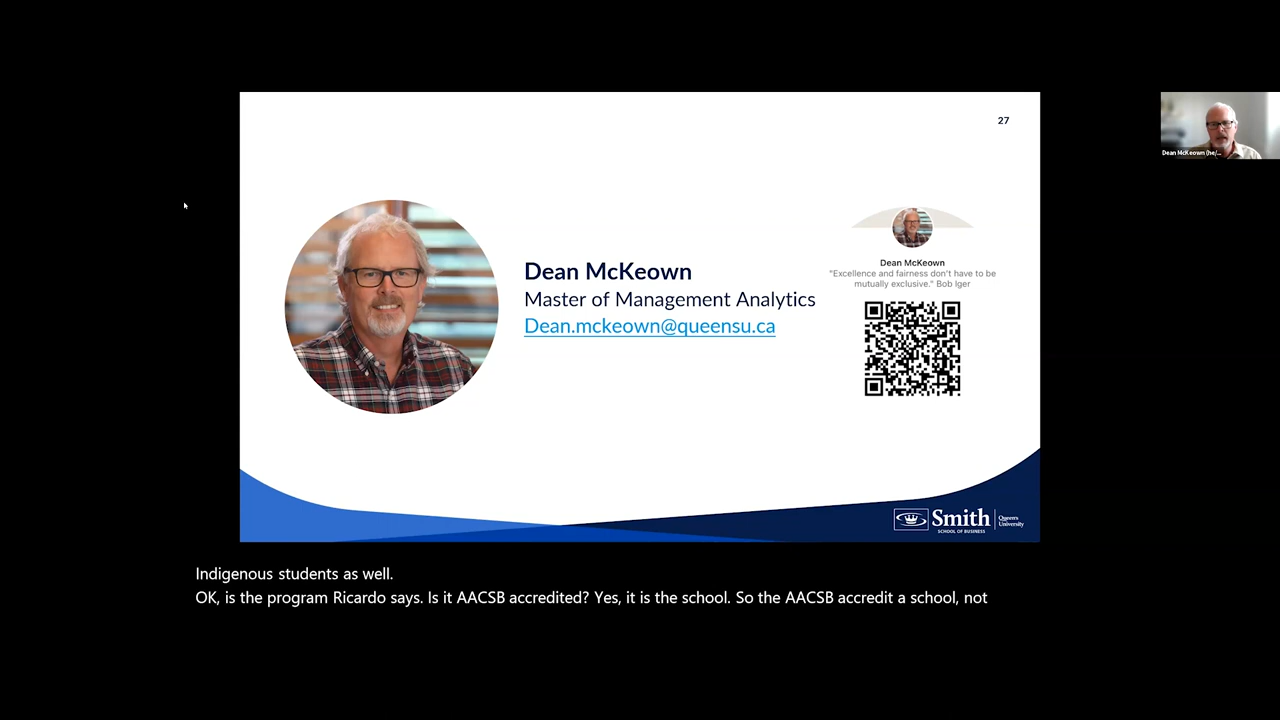 27
Dean McKeown (he/...
Dean McKeown
Master of Management Analytics
Dean.mckeown@queensu.ca
Dean McKeown
"Excellence and fairness don't have to be
mutually exclusive." Bob Iger
Smith
SCHOOL OF BUSINESS
Queen's
University
Indigenous students as well.
OK, is the program Ricardo says. Is it AACSB accredited? Yes, it is the school. So the AACSB accredit a school, not